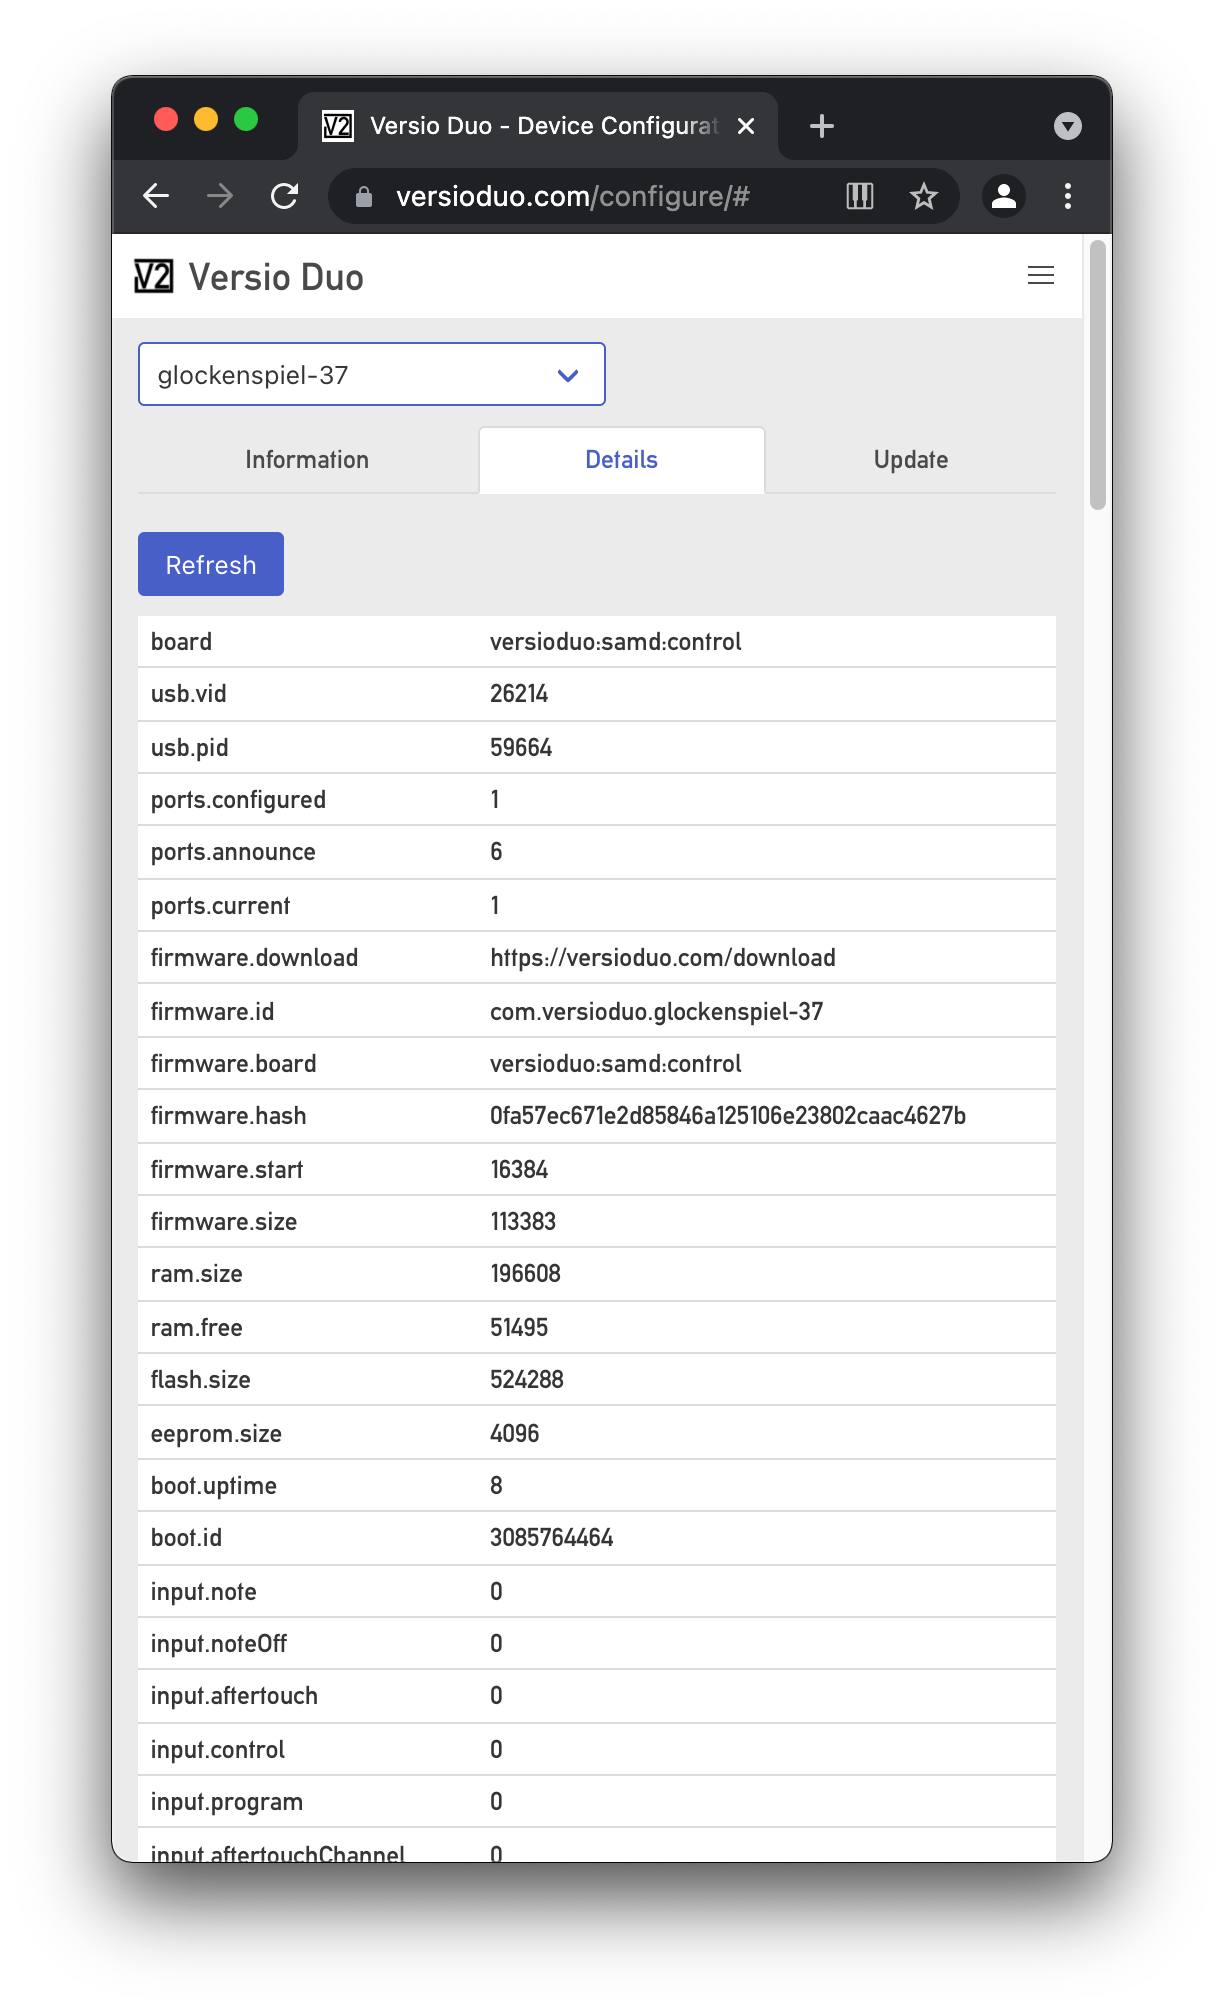 V2 Versio Duo - Device Configurat
versioduo.com/configure/#
V2 Versio Duo
glockenspiel-37
Information Details Update
Refresh
board versioduo:samd:control
usb.vid 26214
usb.pid 59664
ports.configured 1
ports.announce 6
ports.current 1
firmware.download https://versioduo.com/download
firmware.id com.versioduo.glockenspiel-37
firmware.board versioduo:samd:control
firmware.hash 0fa57ec671e2d85846a125106e23802caac4627b
firmware.start 16384
firmware.size 113383
ram.size 196608
ram.free 51495
flash.size 524288
eeprom.size 4096
boot.uptime 8
boot.id 3085764464
input.note 0
input.noteOff 0
input.aftertouch 0
input.control 0
input.program 0
input.aftertouchChannel 0